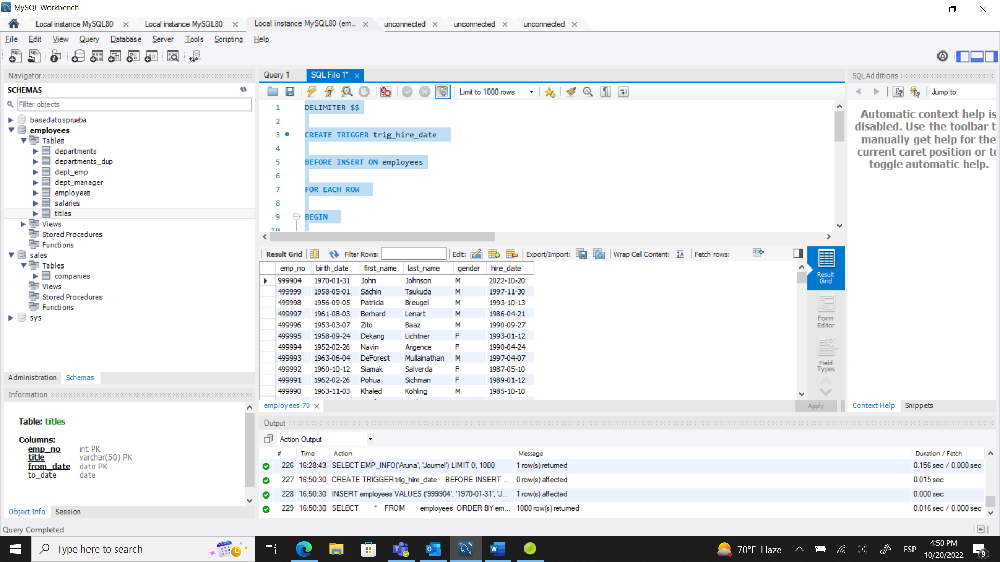 MySQL Workbench
Local instance MySQL80 Local instance MySQL80 Local instance MySQL80 (em... unconnected unconnected unconnected
File Edit View Query Database Server Tools Scripting Help
Navigator
SCHEMAS
Filter objects
basedatosprueba
employees
Tables
departments
departments_dup
dept_emp
dept_manager
employees
salaries
titles
Views
Stored Procedures
Functions
sales
Tables
companies
Views
Stored Procedures
Functions
sys
Administration Schemas
Information
Table: titles
Columns:
emp_no int PK
title varchar(50) PK
from_date date PK
to_date date
Object Info Session
Query 1 SQL File 1*
Limit to 1000 rows
1 DELIMITER $$
2
3 CREATE TRIGGER trig_hire_date
4
5 BEFORE INSERT ON employees
6
7 FOR EACH ROW
8
9 BEGIN
10
Result Grid Filter Rows: Edit: Export/Import: Wrap Cell Content: Fetch rows:
emp_no birth_date first_name last_name gender hire_date
999904 1970-01-31 John Johnson M 2022-10-20
499999 1958-05-01 Sachin Tsukuda M 1997-11-30
499998 1956-09-05 Patricia Breugel M 1993-10-13
499997 1961-08-03 Berhard Lenart M 1986-04-21
499996 1953-03-07 Zito Baaz M 1990-09-27
499995 1958-09-24 Dekang Lichtner F 1993-01-12
499994 1952-02-26 Navin Argence F 1990-04-24
499993 1963-06-04 DeForest Mullainathan M 1997-04-07
499992 1960-10-12 Siamak Salverda F 1987-05-10
499991 1962-02-26 Pohua Sichman F 1989-01-12
499990 1963-11-03 Khaled Kohling M 1985-10-10
Result
Grid
Form
Editor
Field
Types
employees 70 Apply
Output
Action Output
# Time Action Message Duration / Fetch
226 16:28:43 SELECT EMP_INFO('Aruna', 'Journel') LIMIT 0, 1000 1 row(s) returned 0.156 sec / 0.000 sec
227 16:50:30 CREATE TRIGGER trig_hire_date BEFORE INSERT ... 0 row(s) affected 0.015 sec
228 16:50:30 INSERT employees VALUES ('999904', '1970-01-31', 'J... 1 row(s) affected 0.000 sec
229 16:50:30 SELECT * FROM employees ORDER BY em... 1000 row(s) returned 0.016 sec / 0.000 sec
SQLAdditions
Jump to
Automatic context help is
disabled. Use the toolbar t
manually get help for the
current caret position or to
toggle automatic help.
Context Help Snippets
Query Completed
Type here to search
70°F Haze
ESP
4:50 PM
10/20/2022
9